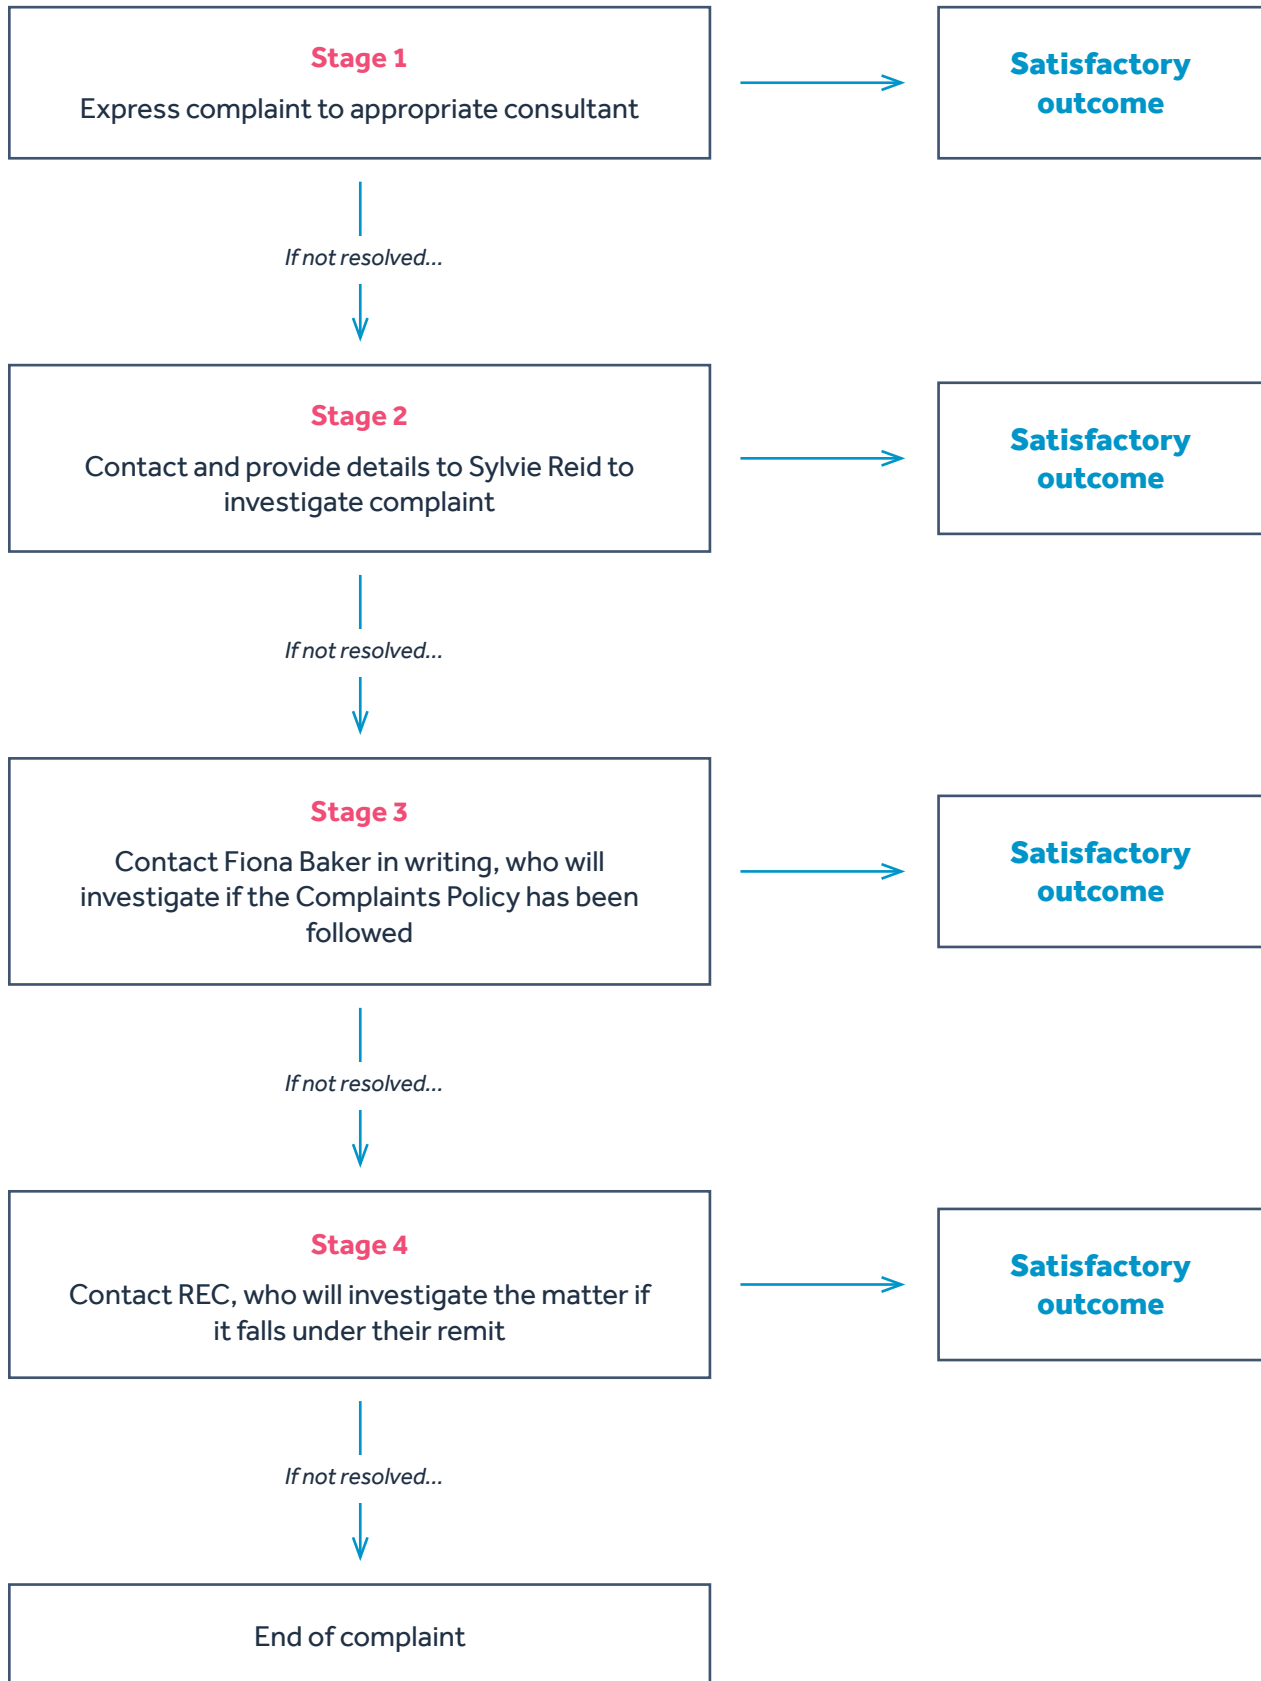 Stage 1
Express complaint to appropriate consultant
Satisfactory
outcome
If not resolved...
Stage 2
Contact and provide details to Sylvie Reid to
investigate complaint
Satisfactory
outcome
If not resolved...
Stage 3
Contact Fiona Baker in writing, who will
investigate if the Complaints Policy has been
followed
Satisfactory
outcome
If not resolved...
Stage 4
Contact REC, who will investigate the matter if
it falls under their remit
Satisfactory
outcome
If not resolved...
End of complaint